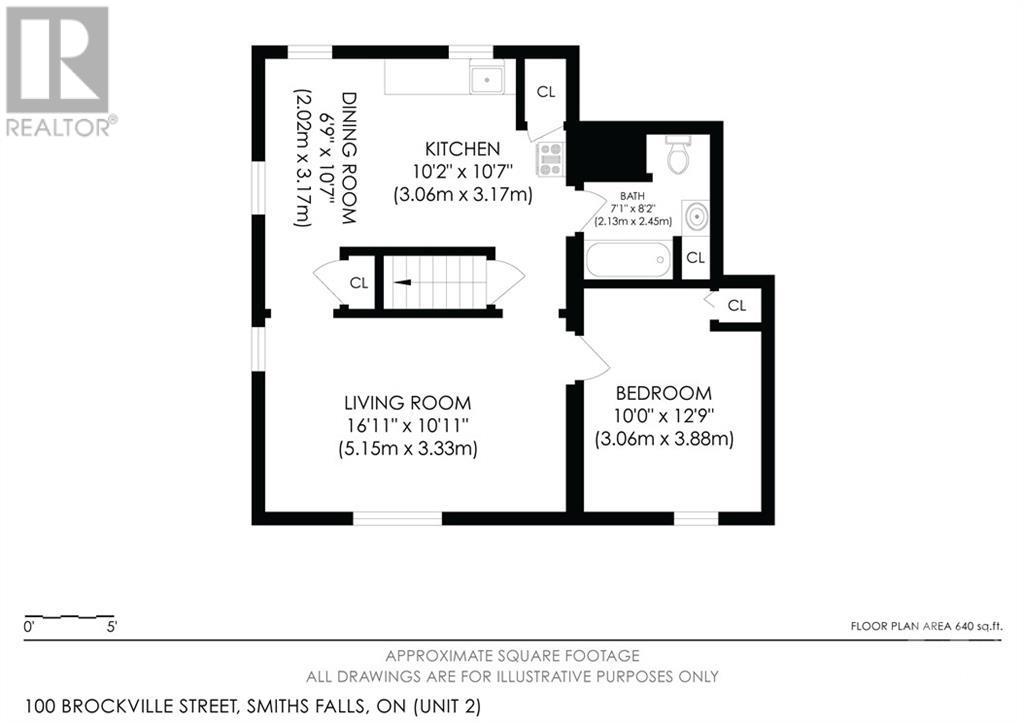 REALTOR®
CL
DINING ROOM
6'9" x 10'7"
(2.02m x 3.17m)
KITCHEN
10'2" x 10'7"
(3.06m x 3.17m)
BATH
7'1" x 8'2"
(2.13m x 2.45m)
CL
CL
CL
LIVING ROOM
16'11" x 10'11"
(5.15m x 3.33m)
BEDROOM
10'0" x 12'9"
(3.06m x 3.88m)
0' 5'
FLOOR PLAN AREA 640 sq.ft.
APPROXIMATE SQUARE FOOTAGE
ALL DRAWINGS ARE FOR ILLUSTRATIVE PURPOSES ONLY
100 BROCKVILLE STREET, SMITHS FALLS, ON (UNIT 2)